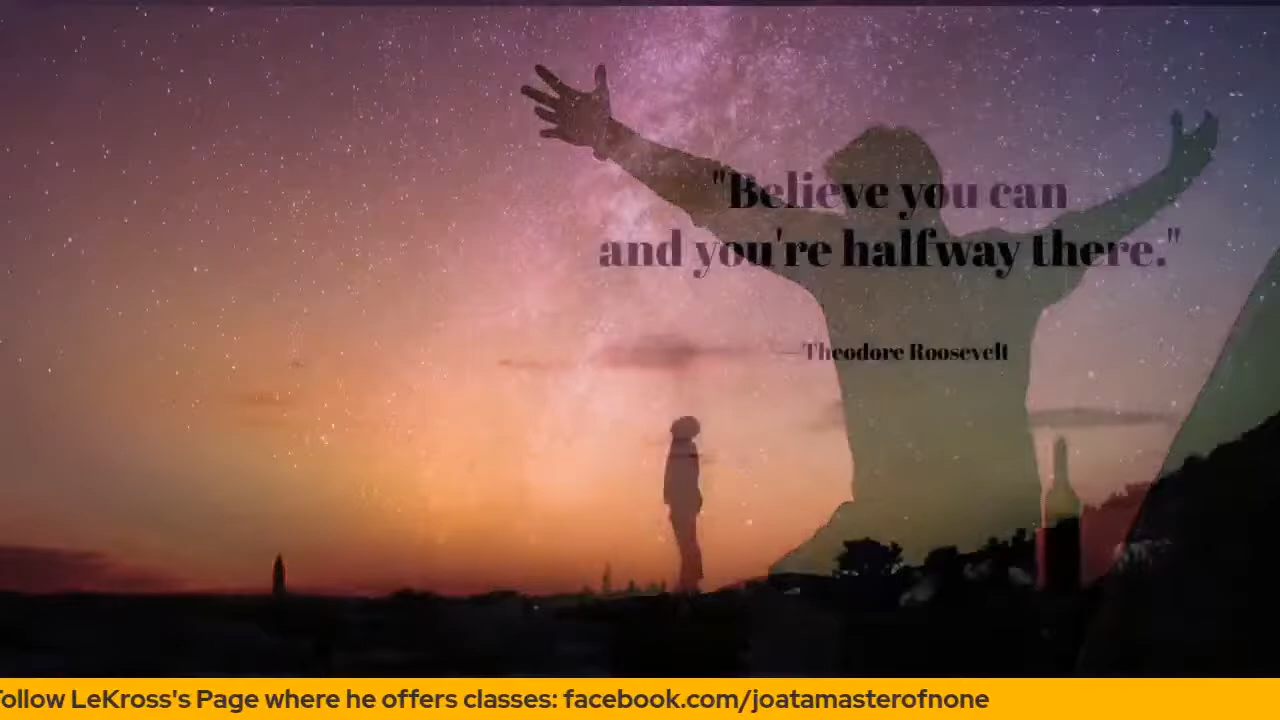 "Believe you can
and you're halfway there."
—Theodore Roosevelt
ollow LeKross's Page where he offers classes: facebook.com/joatamasterofnone